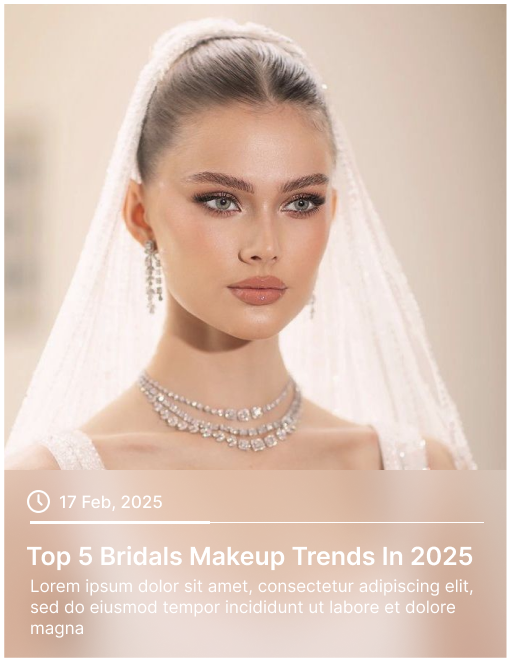 17 Feb, 2025
Top 5 Bridals Makeup Trends In 2025
Lorem ipsum dolor sit amet, consectetur adipiscing elit,
sed do eiusmod tempor incididunt ut labore et dolore
magna